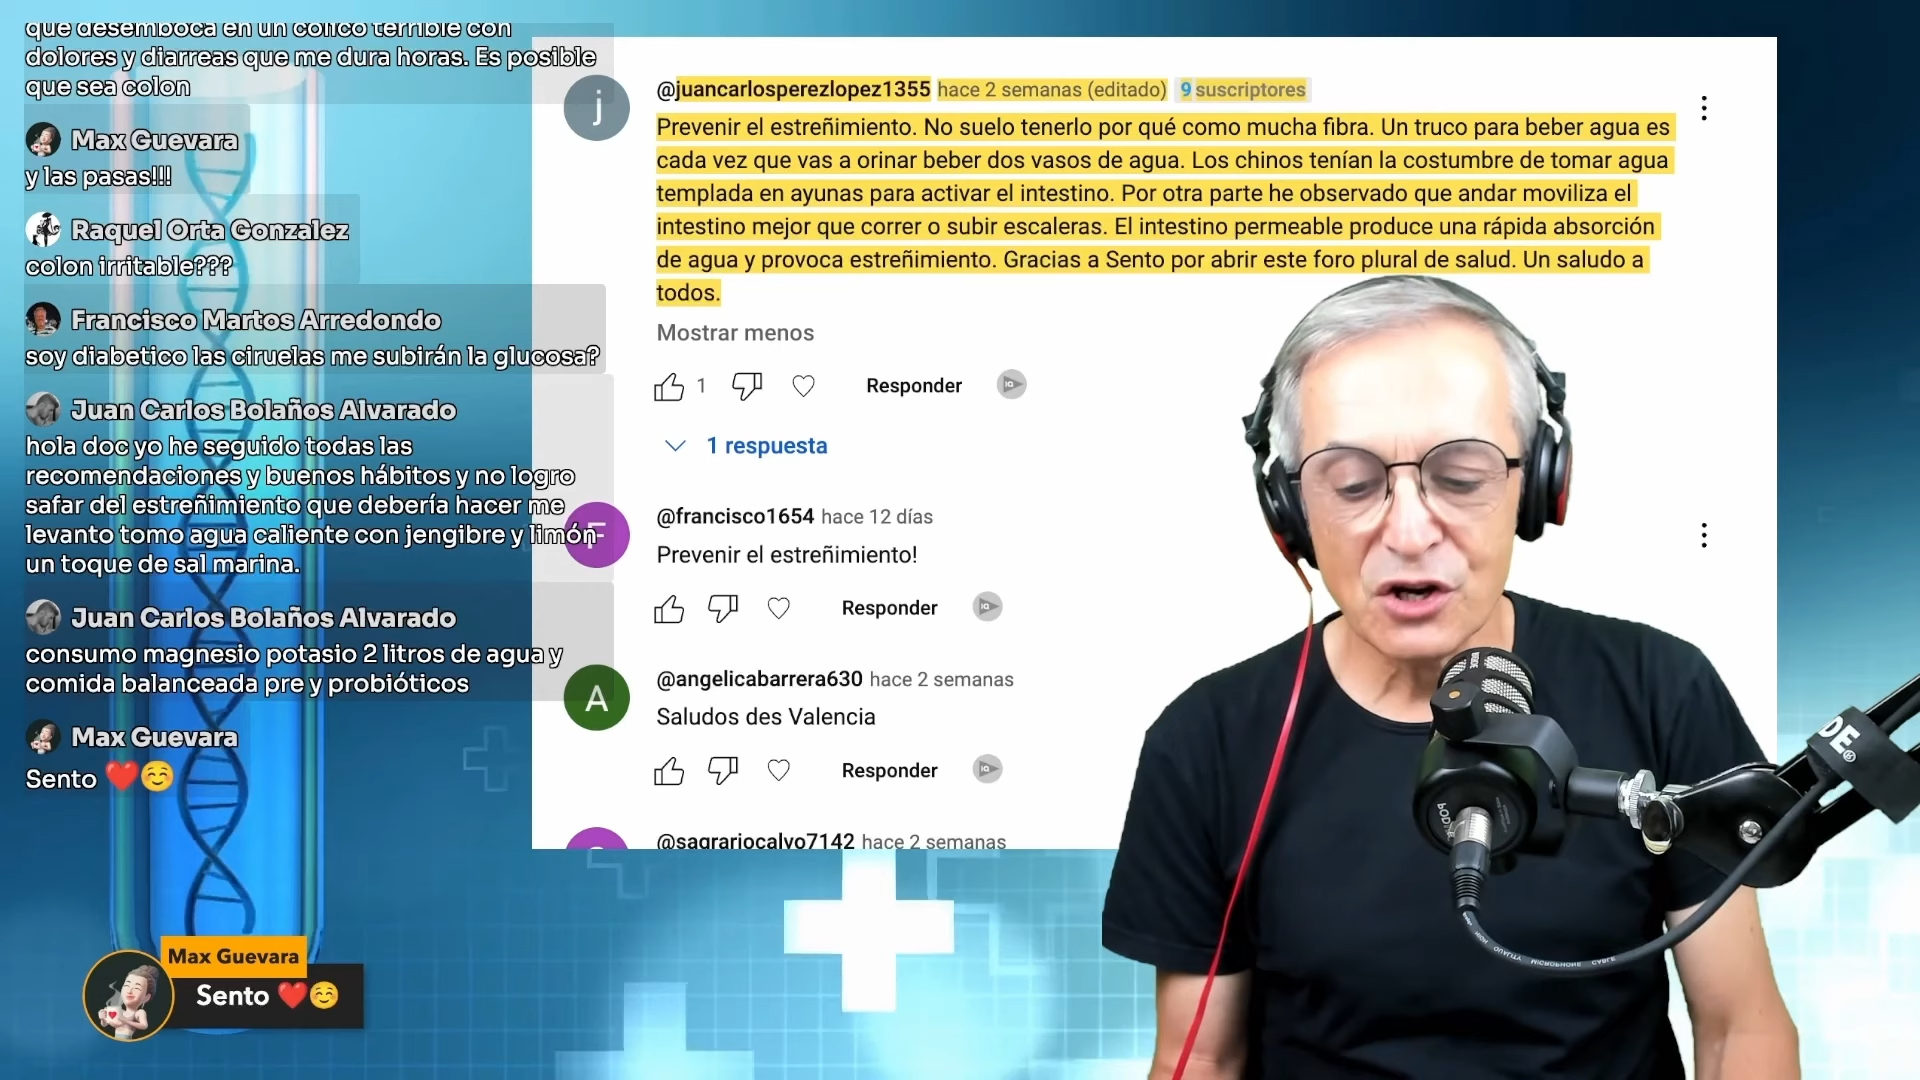 que desemboca en un cólico terrible con
dolores y diarreas que me dura horas. Es posible
que sea colon
Max Guevara
y las pasas!!!
Raquel Orta Gonzalez
colon irritable???
Francisco Martos Arredondo
soy diabetico las ciruelas me subirán la glucosa?
Juan Carlos Bolaños Alvarado
hola doc yo he seguido todas las
recomendaciones y buenos hábitos y no logro
safar del estreñimiento que debería hacer me
levanto tomo agua caliente con jengibre y limón
un toque de sal marina.
Juan Carlos Bolaños Alvarado
consumo magnesio potasio 2 litros de agua y
comida balanceada pre y probióticos
Max Guevara
Sento ❤️☺️
Max Guevara
Sento ❤️☺️
j
@juancarlosperezlopez1355 hace 2 semanas (editado) 9 suscriptores
Prevenir el estreñimiento. No suelo tenerlo por qué como mucha fibra. Un truco para beber agua es
cada vez que vas a orinar beber dos vasos de agua. Los chinos tenían la costumbre de tomar agua
templada en ayunas para activar el intestino. Por otra parte he observado que andar moviliza el
intestino mejor que correr o subir escaleras. El intestino permeable produce una rápida absorción
de agua y provoca estreñimiento. Gracias a Sento por abrir este foro plural de salud. Un saludo a
todos.
Mostrar menos
1 Responder
1 respuesta
F
@francisco1654 hace 12 días
Prevenir el estreñimiento!
Responder
A
@angelicabarrera630 hace 2 semanas
Saludos des Valencia
Responder
@sagrariocalvo7142 hace 2 semanas
RØDE
DE®
MICROPHONE CABLE